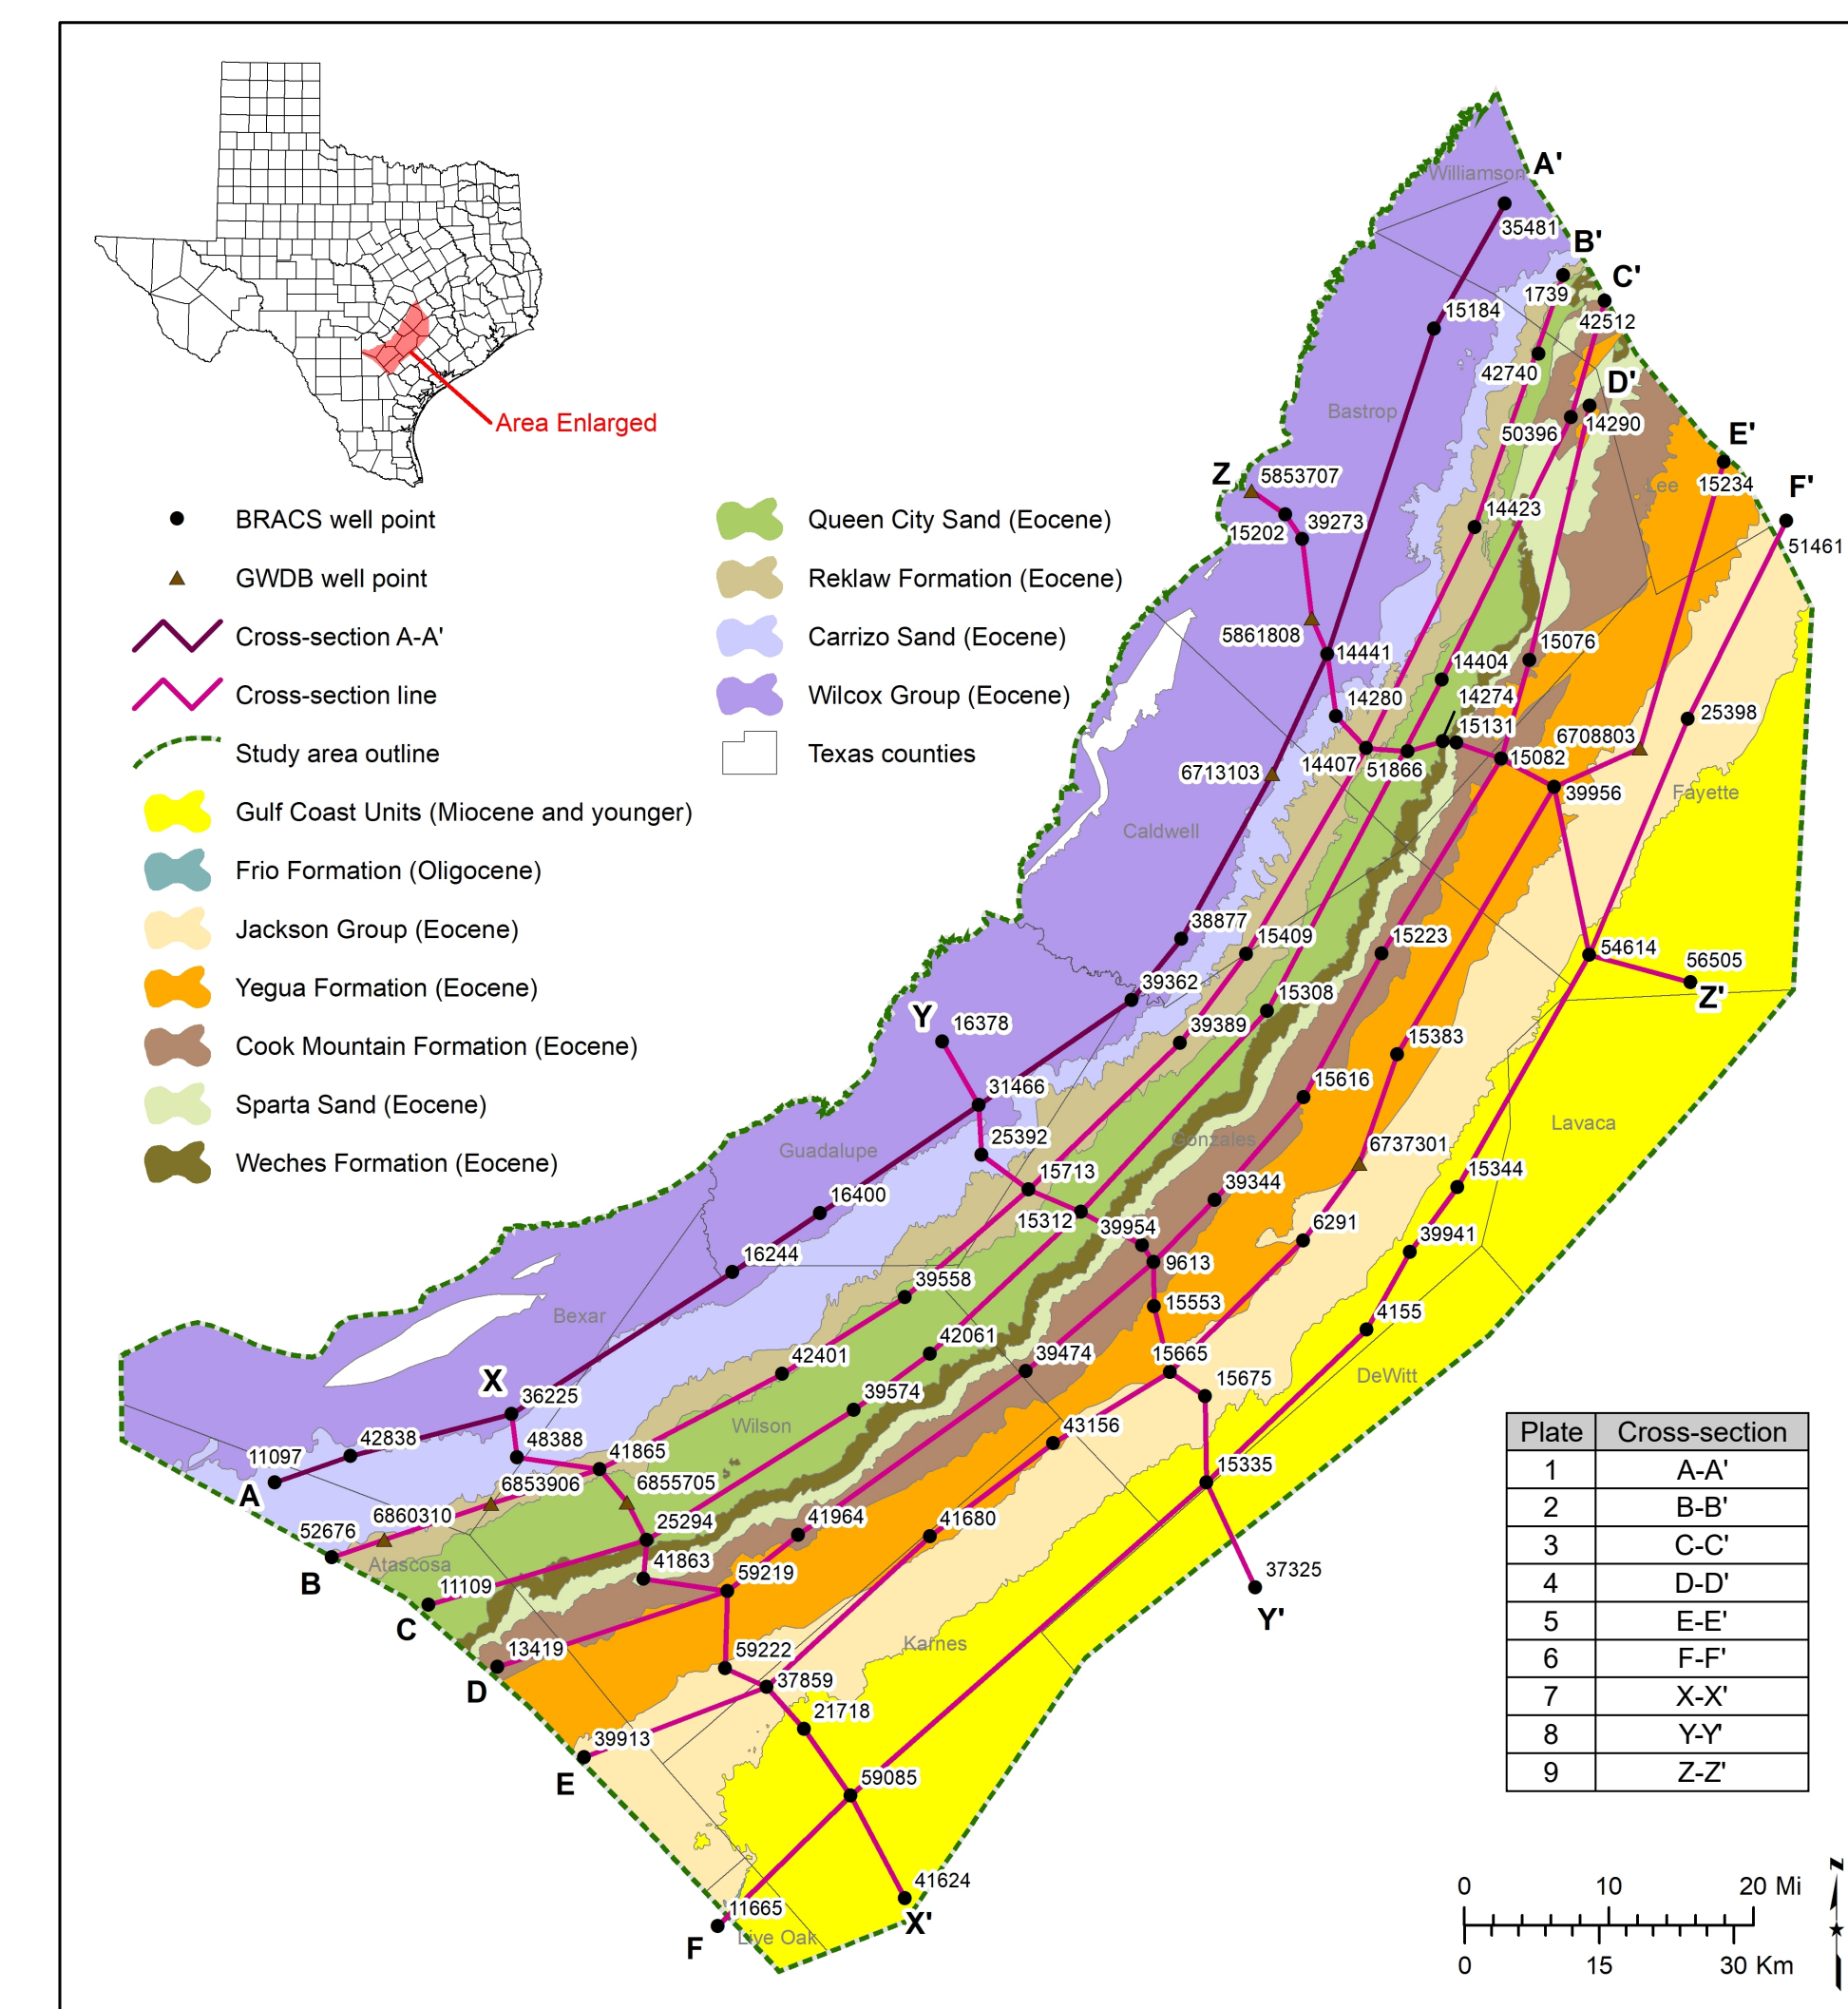 Area Enlarged
BRACS well point
GWDB well point
Cross-section A-A'
Cross-section line
Study area outline
Gulf Coast Units (Miocene and younger)
Frio Formation (Oligocene)
Jackson Group (Eocene)
Yegua Formation (Eocene)
Cook Mountain Formation (Eocene)
Sparta Sand (Eocene)
Weches Formation (Eocene)
Queen City Sand (Eocene)
Reklaw Formation (Eocene)
Carrizo Sand (Eocene)
Wilcox Group (Eocene)
Texas counties
Williamson
A'
35481
B'
C'
1739
15184
42512
42740
D'
Bastrop
50396
14290
E'
Z
5853707
Lee
15234
F'
14423
15202
39273
51461
5861808
14441
14404
15076
14280
14274
25398
15131
6708803
14407
51866
15082
6713103
39956
Fayette
Caldwell
38877
15409
15223
54614
56505
39362
15308
Z'
Y
16378
39389
15383
31466
15616
Lavaca
25392
Gonzales
Guadalupe
6737301
15713
15344
16400
39344
15312
39954
6291
39941
16244
9613
39558
15553
Bexar
4155
42061
42401
39474
15665
X
36225
39574
15675
DeWitt
Wilson
43156
42838
48388
11097
41865
15335
A
6853906
6855705
6860310
41964
41680
52676
25294
Atascosa
41863
59219
37325
B
11109
Y'
C
13419
59222
Karnes
D
37859
21718
39913
E
59085
41624
11665
X'
F
Live Oak
Plate Cross-section
1 A-A'
2 B-B'
3 C-C'
4 D-D'
5 E-E'
6 F-F'
7 X-X'
8 Y-Y'
9 Z-Z'
0 10 20 Mi
0 15 30 Km
N